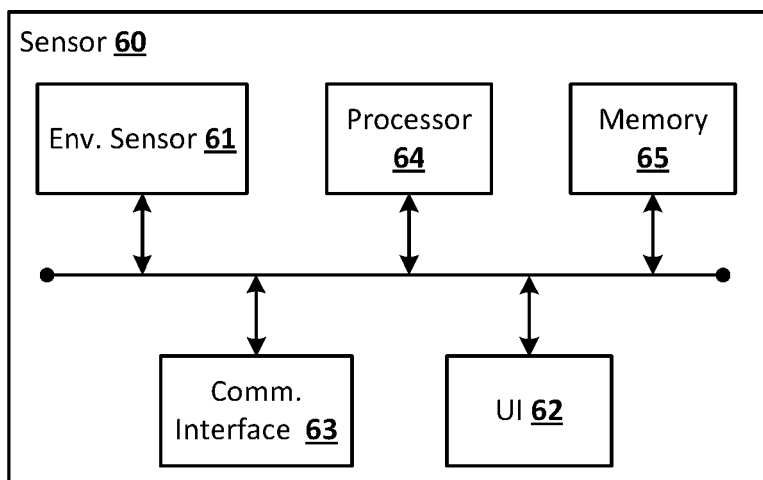 Sensor 60
Env. Sensor 61
Processor
64
Memory
65
Comm.
Interface 63
UI 62